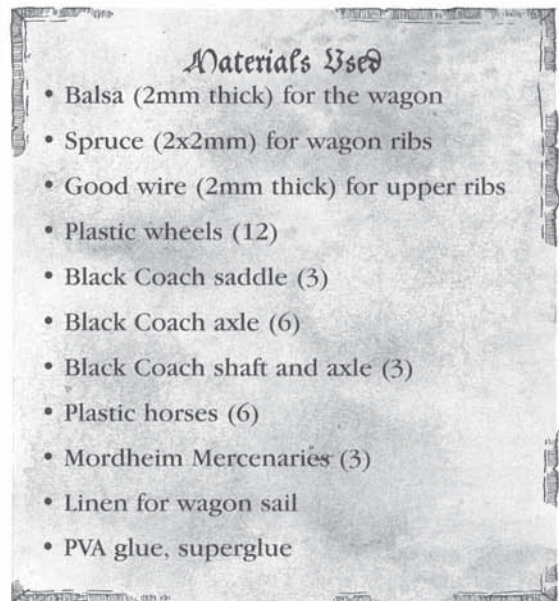 Materials Used
• Balsa (2mm thick) for the wagon
• Spruce (2x2mm) for wagon ribs
• Good wire (2mm thick) for upper ribs
• Plastic wheels (12)
• Black Coach saddle (3)
• Black Coach axle (6)
• Black Coach shaft and axle (3)
• Plastic horses (6)
• Mordheim Mercenaries (3)
• Linen for wagon sail
• PVA glue, superglue